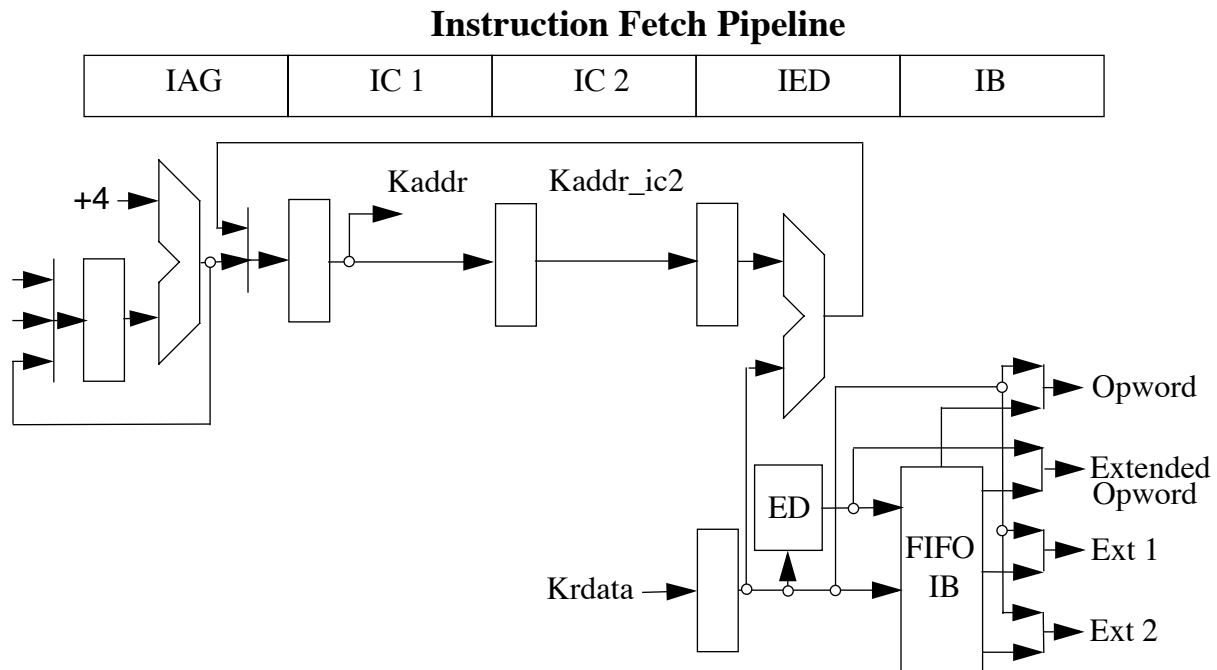 Instruction Fetch Pipeline
IAG
IC 1
IC 2
IED
IB
+4
Kaddr
Kaddr_ic2
Opword
Extended
Opword
ED
FIFO
IB
Ext 1
Krdata
Ext 2